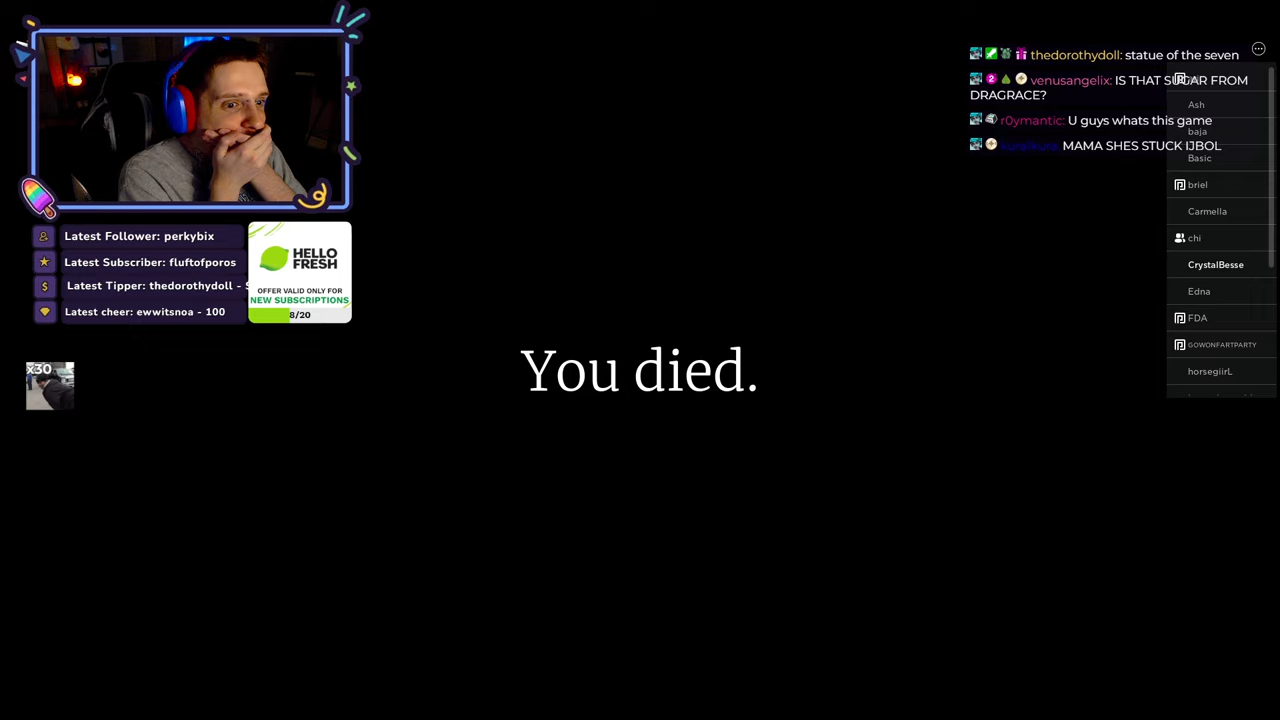 thedorothydoll: statue of the seven
2 venusangelix: IS THAT SUGAR FROM
DRAGRACE?
r0ymantic: U guys whats this game
MAMA SHES STUCK IJBOL
Ash
baja
Basic
briel
Carmella
chi
CrystalBesse
Edna
FDA
GOWONFARTPARTY
horsegiirL
Latest Follower: perkybix
Latest Subscriber: fluftofporos
Latest Tipper: thedorothydoll -
Latest cheer: ewwitsnoa - 100
HELLO
FRESH
OFFER VALID ONLY FOR
NEW SUBSCRIPTIONS
8/20
x30
You died.